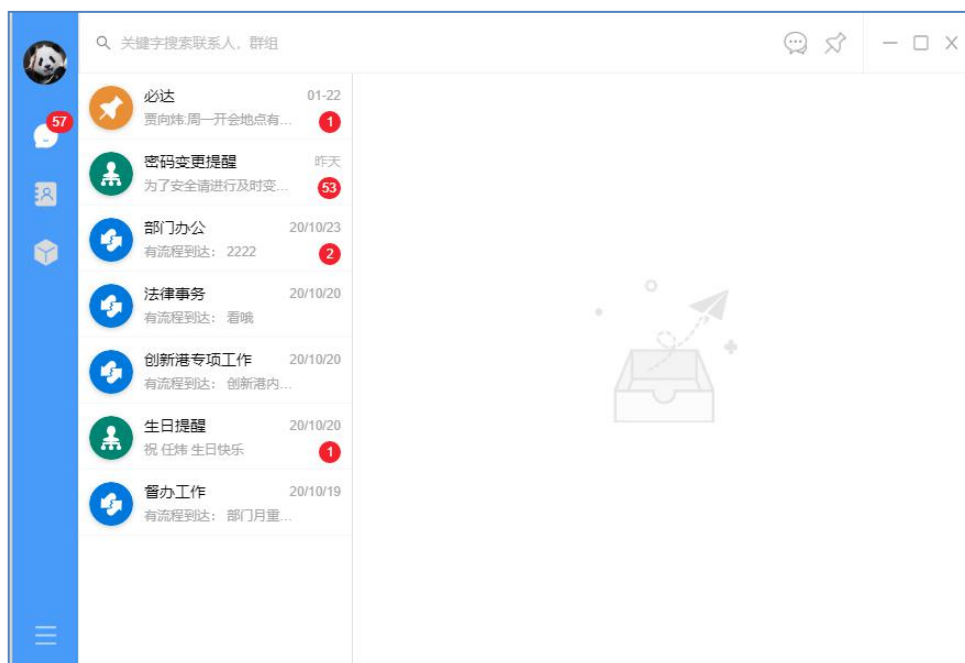 关键字搜索联系人，群组
57
必达 01-22
贾向炜:周一开会地点有... 1
密码变更提醒 昨天
为了安全请进行及时变... 53
部门办公 20/10/23
有流程到达： 2222 2
法律事务 20/10/20
有流程到达： 看哦
创新港专项工作 20/10/20
有流程到达： 创新港内...
生日提醒 20/10/20
祝 任炜 生日快乐 1
督办工作 20/10/19
有流程到达： 部门月重...